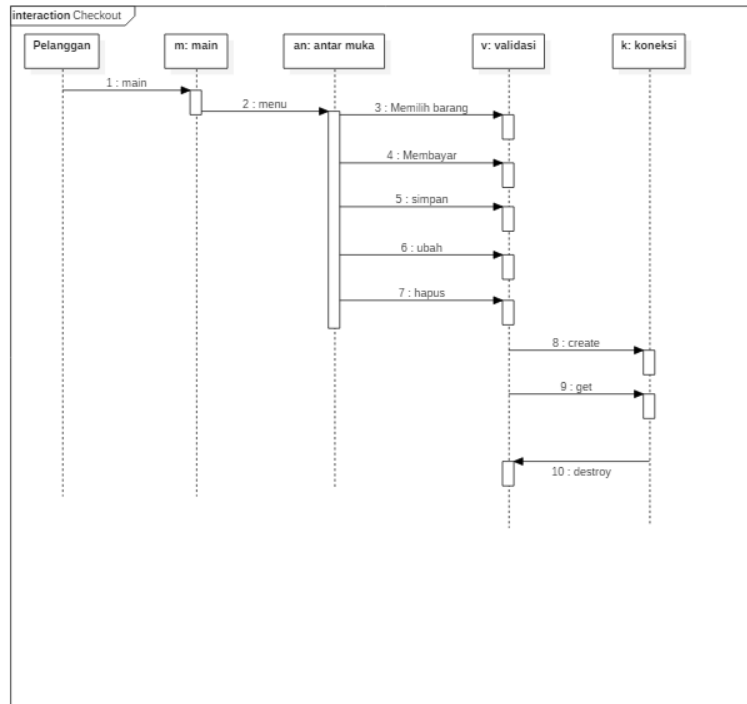 interaction Checkout
Pelanggan
m: main
an: antar muka
v: validasi
k: koneksi
1 : main
2 : menu
3 : Memilih barang
4 : Membayar
5 : simpan
6 : ubah
7 : hapus
8 : create
9 : get
10 : destroy